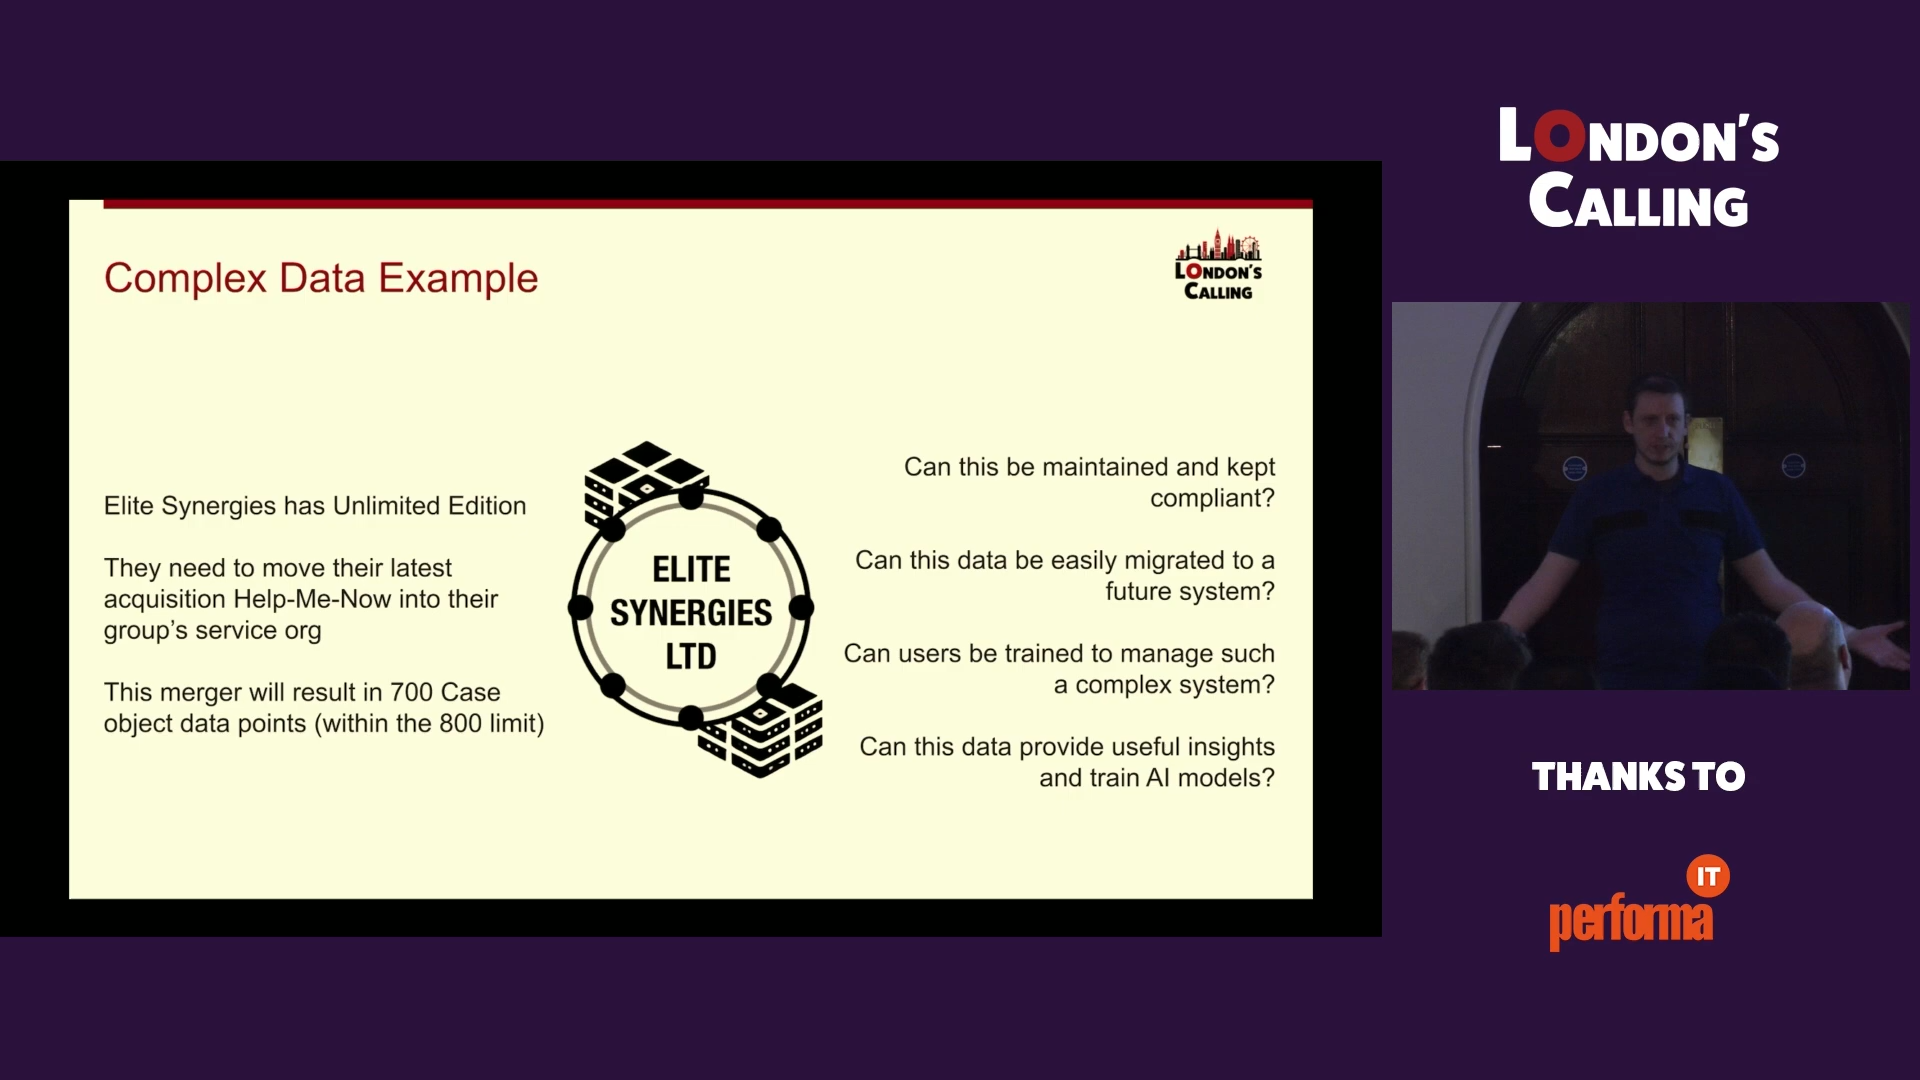 LONDON'S
CALLING
Complex Data Example
LONDON'S
CALLING
Elite Synergies has Unlimited Edition
They need to move their latest
acquisition Help-Me-Now into their
group's service org
This merger will result in 700 Case
object data points (within the 800 limit)
ELITE
SYNERGIES
LTD
Can this be maintained and kept
compliant?
Can this data be easily migrated to a
future system?
Can users be trained to manage such
a complex system?
Can this data provide useful insights
and train AI models?
THANKS TO
IT
performa